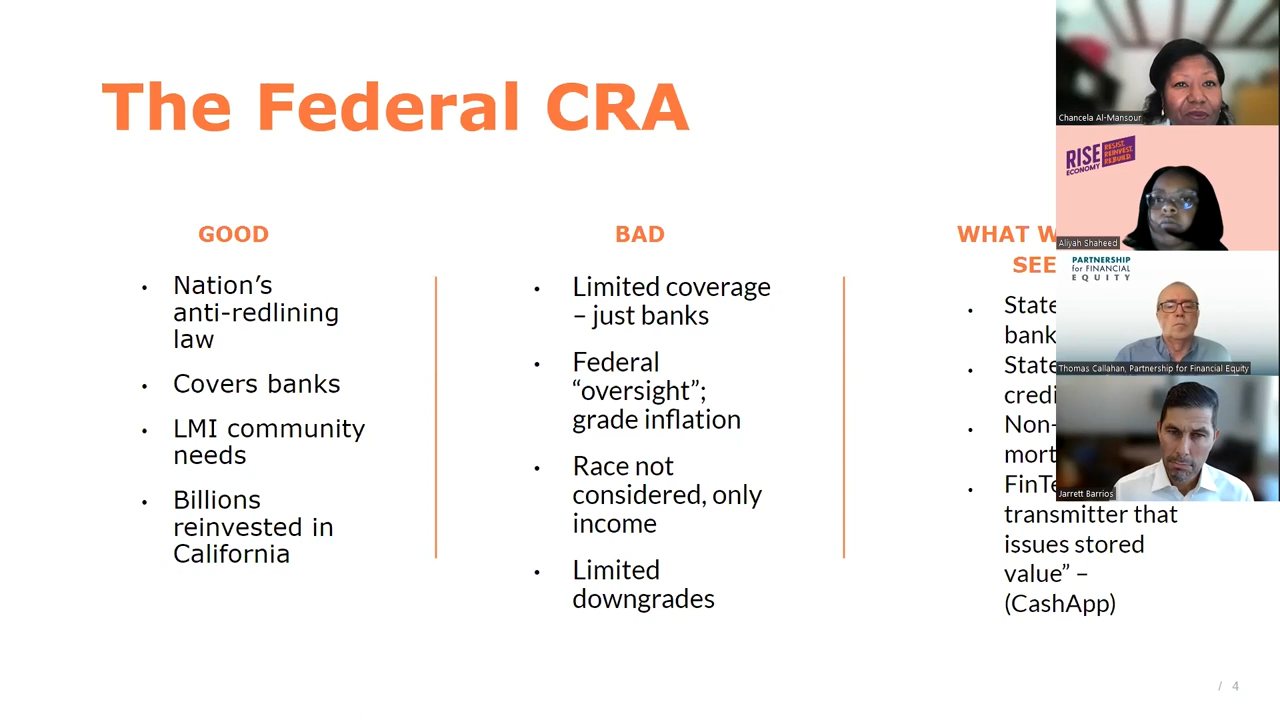 The Federal CRA
GOOD
• Nation’s
anti-redlining
law
• Covers banks
• LMI community
needs
• Billions
reinvested in
California
BAD
• Limited coverage
– just banks
• Federal
“oversight”;
grade inflation
• Race not
considered, only
income
• Limited
downgrades
WHAT
SEE
• State
bank
• State
credi
• Non-
mort
• FinTe
transmitter that
issues stored
value” –
(CashApp)
Chancela Al-Mansour
RISE
ECONOMY
RESIST.
REINVEST.
REBUILD.
Aliyah Shaheed
PARTNERSHIP
for FINANCIAL
EQUITY
Thomas Callahan, Partnership for Financial Equity
Jarrett Barrios
/ 4